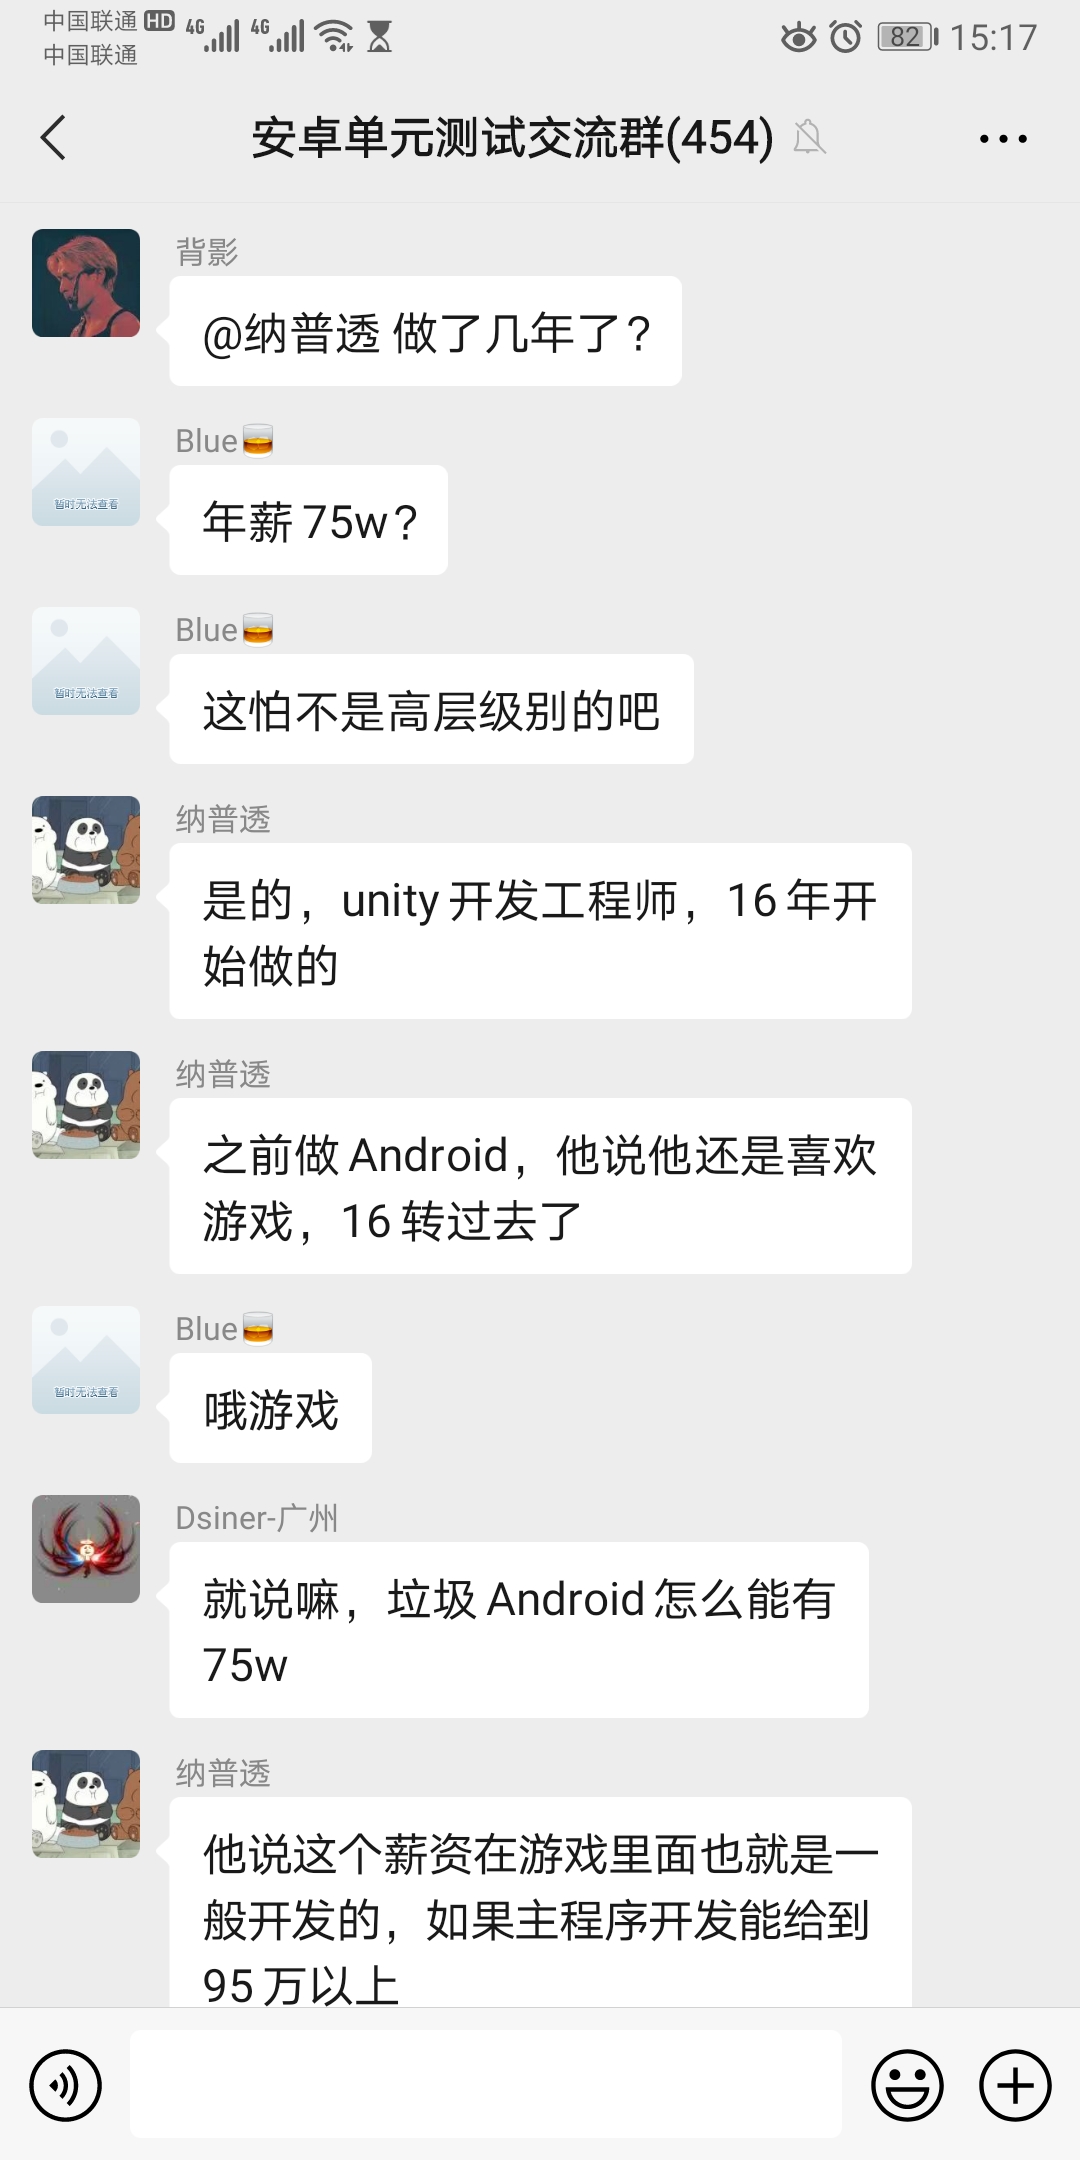 中国联通 HD 4G 4G 82 15:17
中国联通
安卓单元测试交流群(454)
背影
@纳普透 做了几年了?
Blue🥃
暂时无法查看
年薪 75w?
Blue🥃
暂时无法查看
这怕不是高层级别的吧
纳普透
是的，unity 开发工程师，16 年开
始做的
纳普透
之前做 Android，他说他还是喜欢
游戏，16 转过去了
Blue🥃
暂时无法查看
哦游戏
Dsiner-广州
就说嘛，垃圾 Android 怎么能有
75w
纳普透
他说这个薪资在游戏里面也就是一
般开发的，如果主程序开发能给到
95 万以上